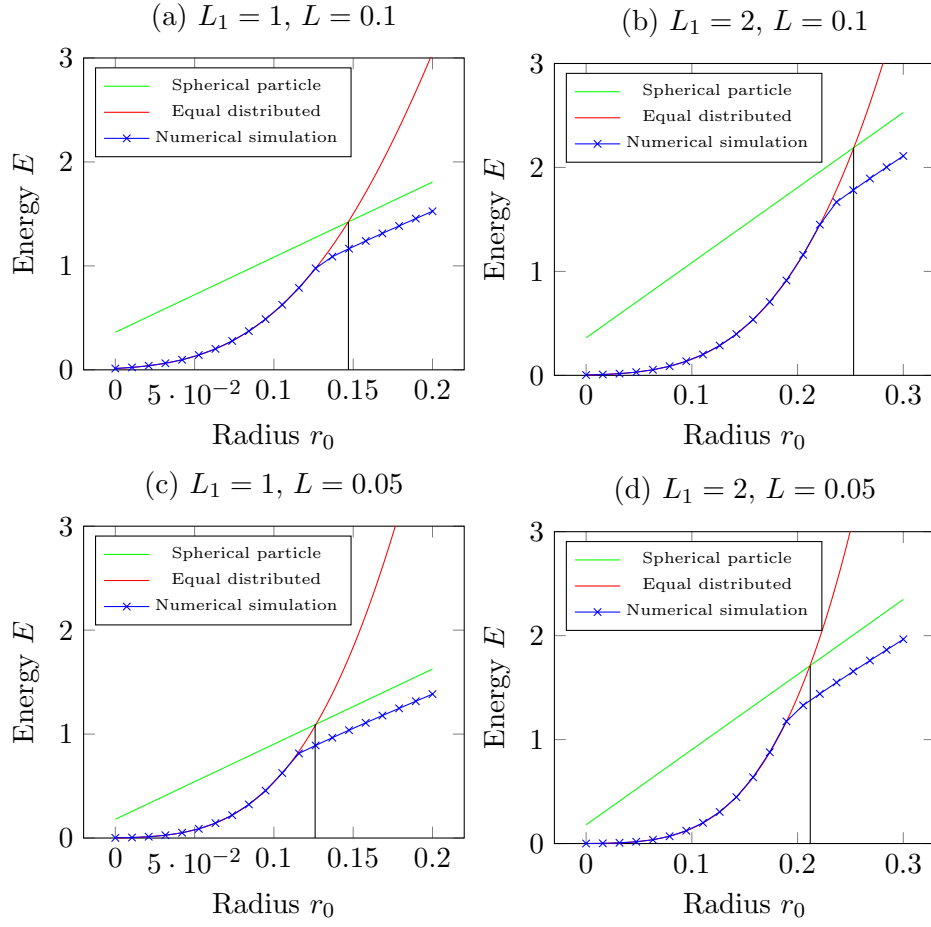 (a) L₁ = 1, L = 0.1
3
2
1
0
Energy E
Spherical particle
Equal distributed
Numerical simulation
0 5 · 10⁻² 0.1 0.15 0.2
Radius r₀
(b) L₁ = 2, L = 0.1
3
2
1
0
Energy E
Spherical particle
Equal distributed
Numerical simulation
0 0.1 0.2 0.3
Radius r₀
(c) L₁ = 1, L = 0.05
3
2
1
0
Energy E
Spherical particle
Equal distributed
Numerical simulation
0 5 · 10⁻² 0.1 0.15 0.2
Radius r₀
(d) L₁ = 2, L = 0.05
3
2
1
0
Energy E
Spherical particle
Equal distributed
Numerical simulation
0 0.1 0.2 0.3
Radius r₀